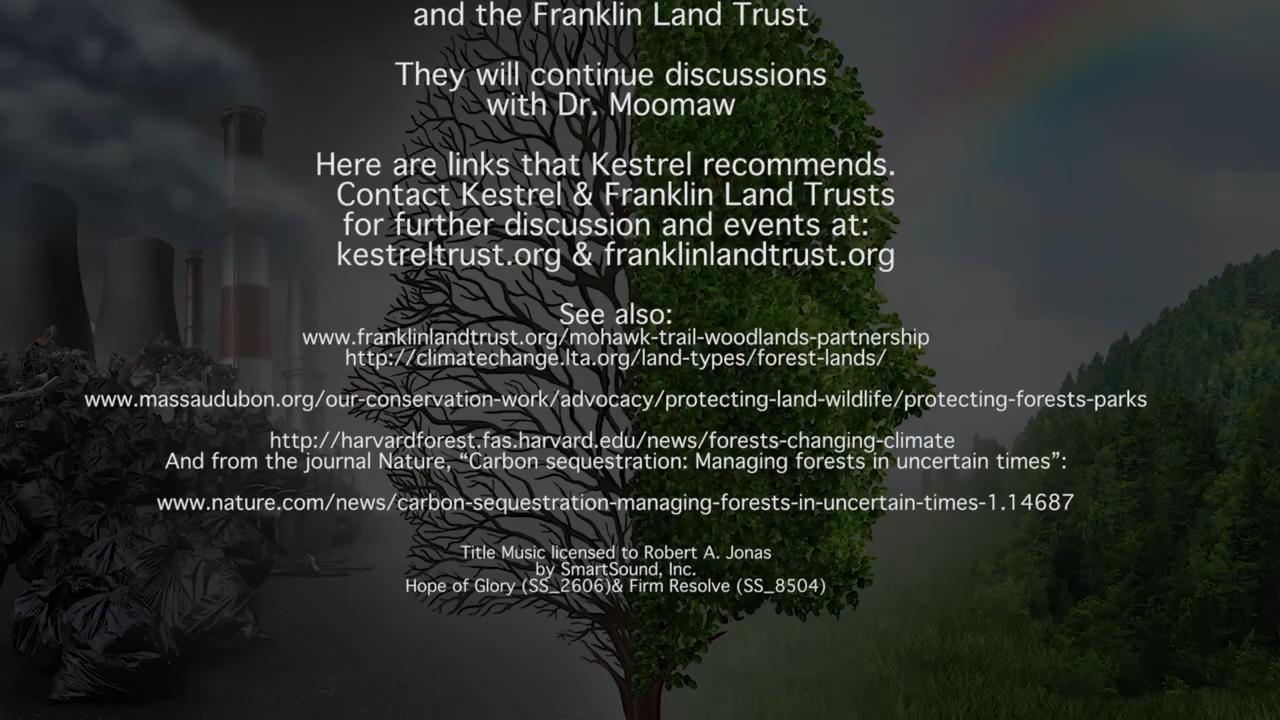 and the Franklin Land Trust
They will continue discussions
with Dr. Moomaw
Here are links that Kestrel recommends.
Contact Kestrel & Franklin Land Trusts
for further discussion and events at:
kestreltrust.org & franklinlandtrust.org
See also:
www.franklinlandtrust.org/mohawk-trail-woodlands-partnership
http://climatechange.lta.org/land-types/forest-lands/
www.massaudubon.org/our-conservation-work/advocacy/protecting-land-wildlife/protecting-forests-parks
http://harvardforest.fas.harvard.edu/news/forests-changing-climate
And from the journal Nature, “Carbon sequestration: Managing forests in uncertain times”:
www.nature.com/news/carbon-sequestration-managing-forests-in-uncertain-times-1.14687
Title Music licensed to Robert A. Jonas
by SmartSound, Inc.
Hope of Glory (SS_2606)& Firm Resolve (SS_8504)